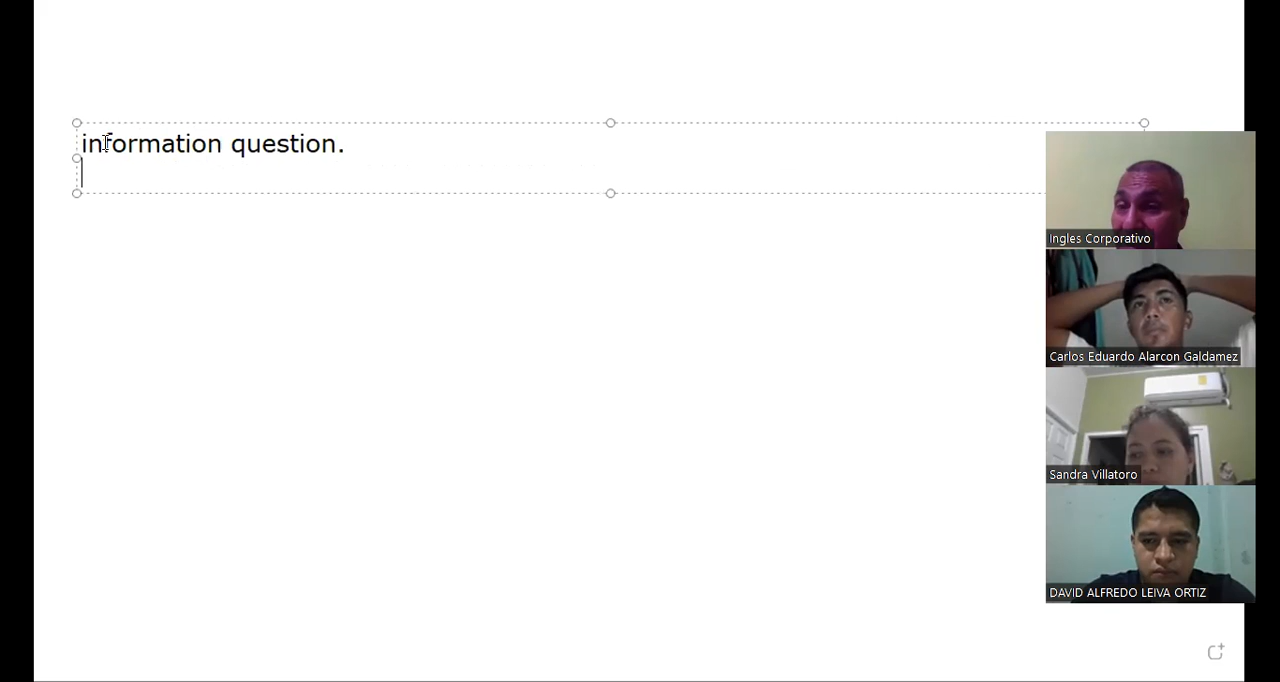 information question.
Ingles Corporativo
Carlos Eduardo Alarcon Galdamez
Sandra Villatoro
DAVID ALFREDO LEIVA ORTIZ